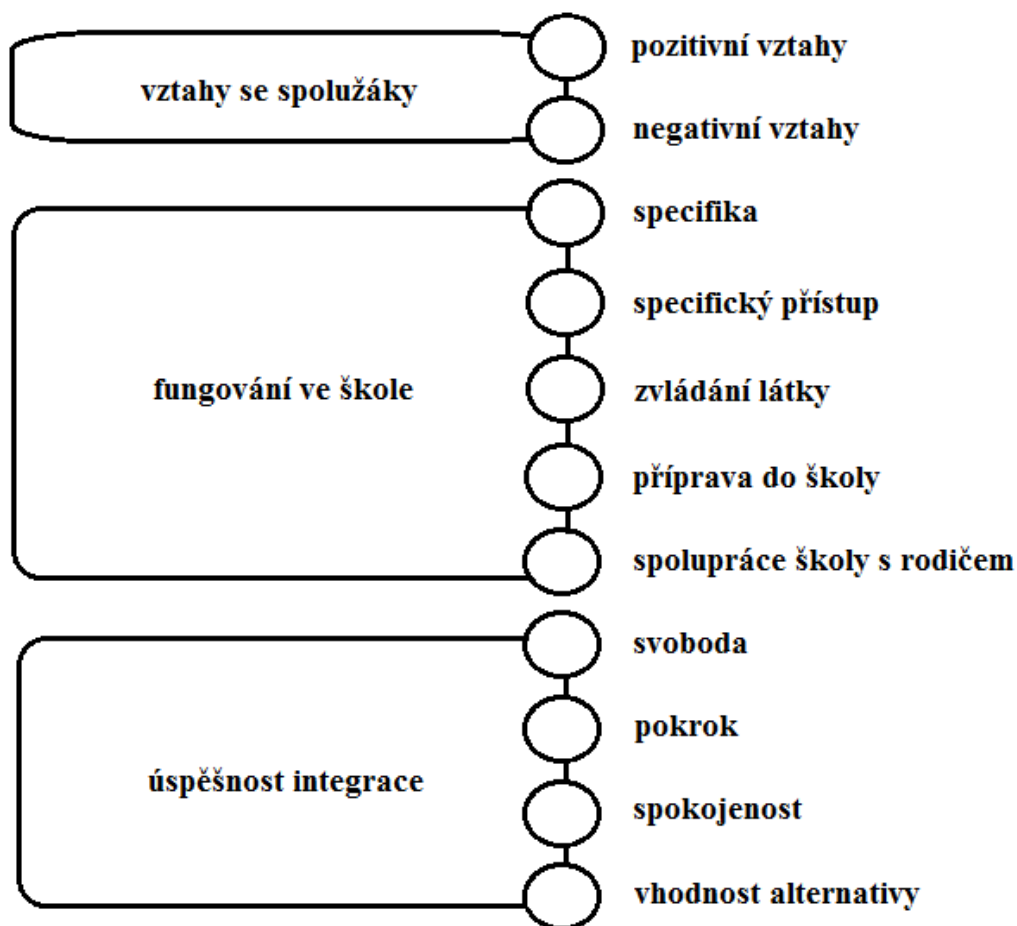 pozitivní vztahy
vztahy se spolužáky
negativní vztahy
specifika
specifický přístup
fungování ve škole
zvládání látky
příprava do školy
spolupráce školy s rodičem
svoboda
pokrok
úspěšnost integrace
spokojenost
vhodnost alternativy